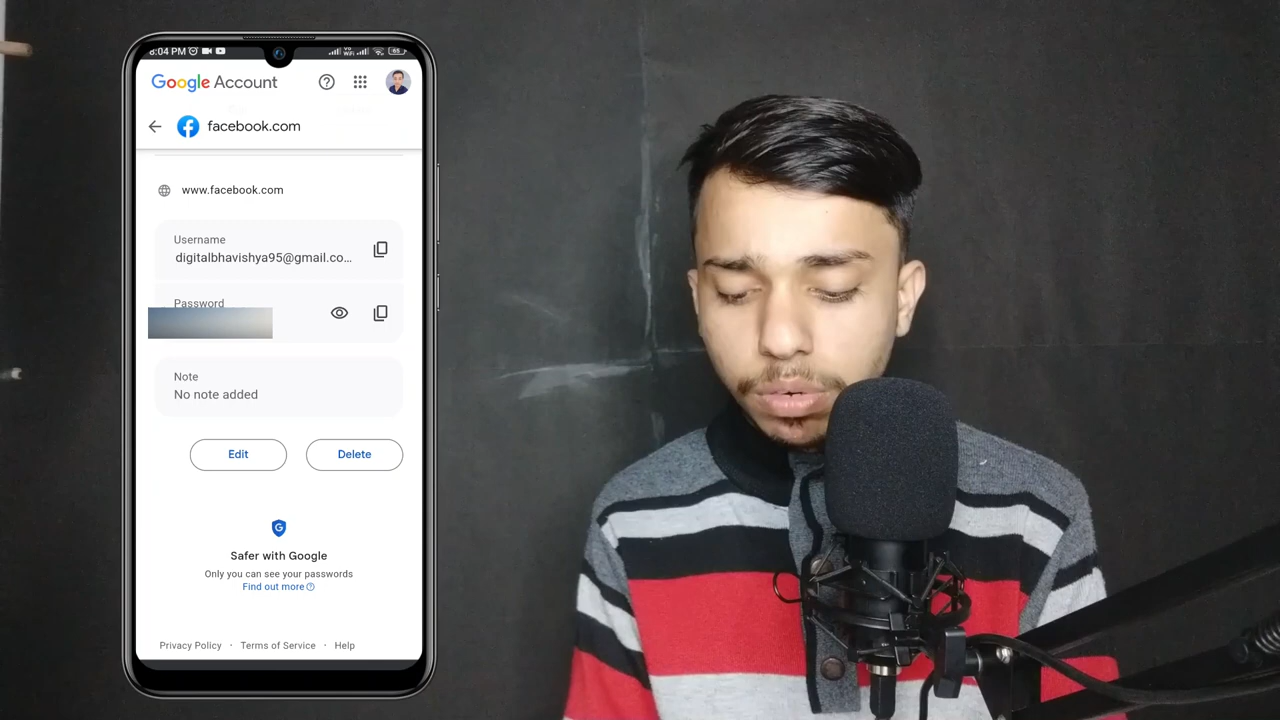 8:04 PM
65
Google Account
facebook.com
www.facebook.com
Username
digitalbhavishya95@gmail.co...
Password
Note
No note added
Edit
Delete
Safer with Google
Only you can see your passwords
Find out more
Privacy Policy · Terms of Service · Help